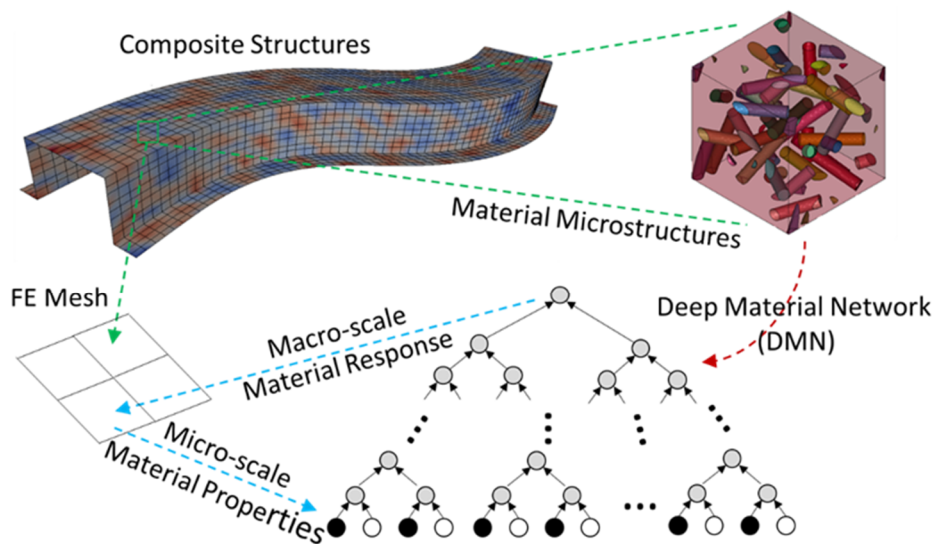 Composite Structures
Material Microstructures
FE Mesh
Macro-scale
Material Response
Deep Material Network
(DMN)
Micro-scale
Material Properties